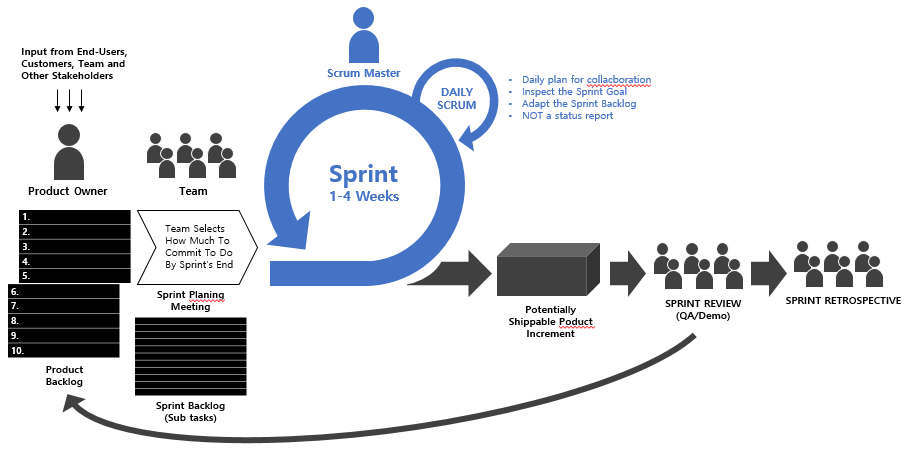 Input from End-Users,
Customers, Team and
Other Stakeholders
Product Owner
Team
Scrum Master
DAILY
SCRUM
• Daily plan for collacboration
• Inspect the Sprint Goal
• Adapt the Sprint Backlog
• NOT a status report
Sprint
1-4 Weeks
1.
2.
3.
4.
5.
6.
7.
8.
9.
10.
Product
Backlog
Team Selects
How Much To
Commit To Do
By Sprint's End
Sprint Planing
Meeting
Sprint Backlog
(Sub tasks)
Potentially
Shippable Poduct
Increment
SPRINT REVIEW
(QA/Demo)
SPRINT RETROSPECTIVE